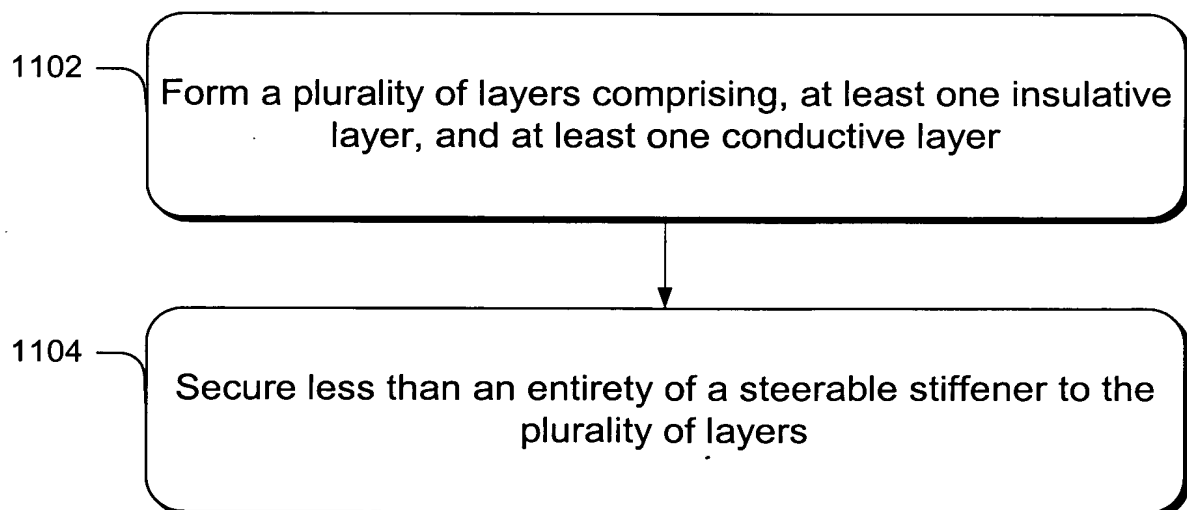 1102
Form a plurality of layers comprising, at least one insulative
layer, and at least one conductive layer
1104
Secure less than an entirety of a steerable stiffener to the
plurality of layers